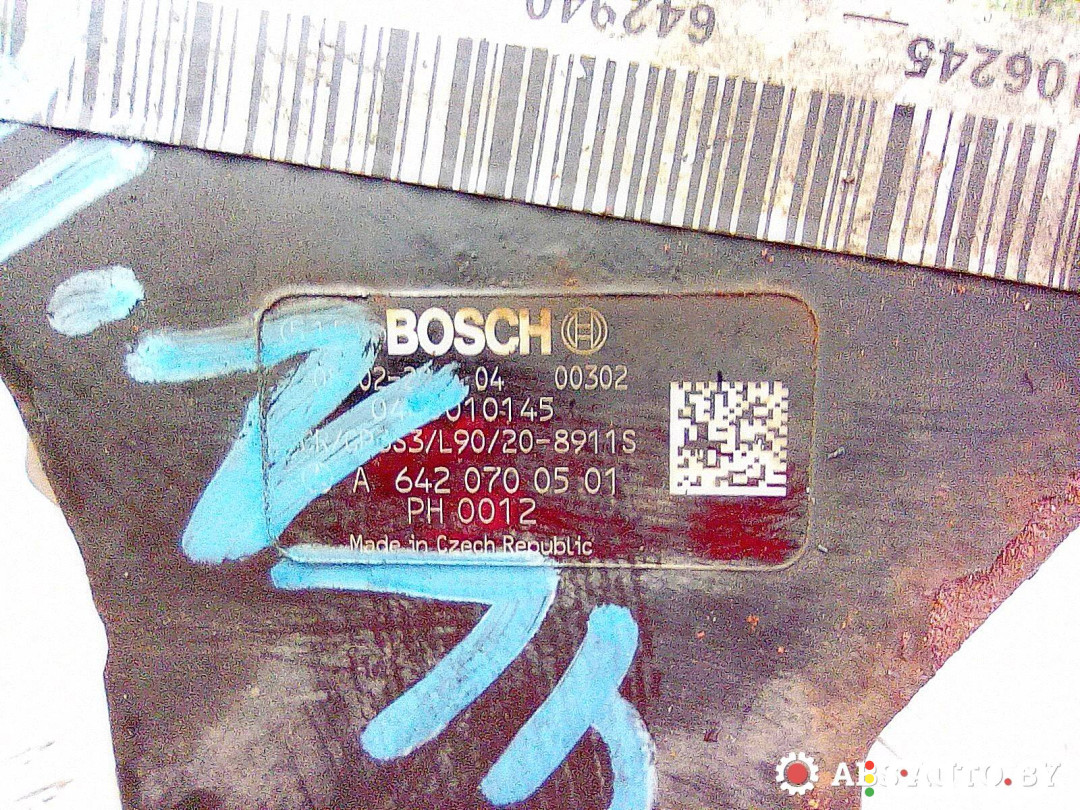 642940
06245
BOSCH
04 00302
010145
S3/L90/20-8911S
A 642 070 05 01
PH 0012
Made in Czech Republic